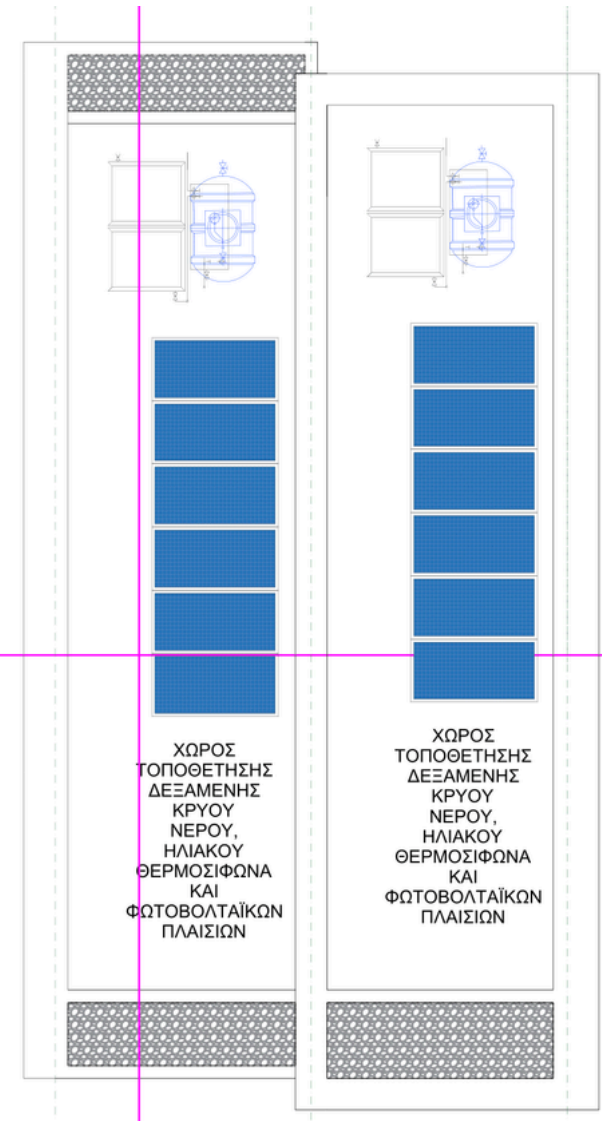 ΧΩΡΟΣ
ΤΟΠΟΘΕΤΗΣΗΣ
ΔΕΞΑΜΕΝΗΣ
ΚΡΥΟΥ
ΝΕΡΟΥ,
ΗΛΙΑΚΟΥ
ΘΕΡΜΟΣΙΦΩΝΑ
ΚΑΙ
ΦΩΤΟΒΟΛΤΑΪΚΩΝ
ΠΛΑΙΣΙΩΝ
ΧΩΡΟΣ
ΤΟΠΟΘΕΤΗΣΗΣ
ΔΕΞΑΜΕΝΗΣ
ΚΡΥΟΥ
ΝΕΡΟΥ,
ΗΛΙΑΚΟΥ
ΘΕΡΜΟΣΙΦΩΝΑ
ΚΑΙ
ΦΩΤΟΒΟΛΤΑΪΚΩΝ
ΠΛΑΙΣΙΩΝ